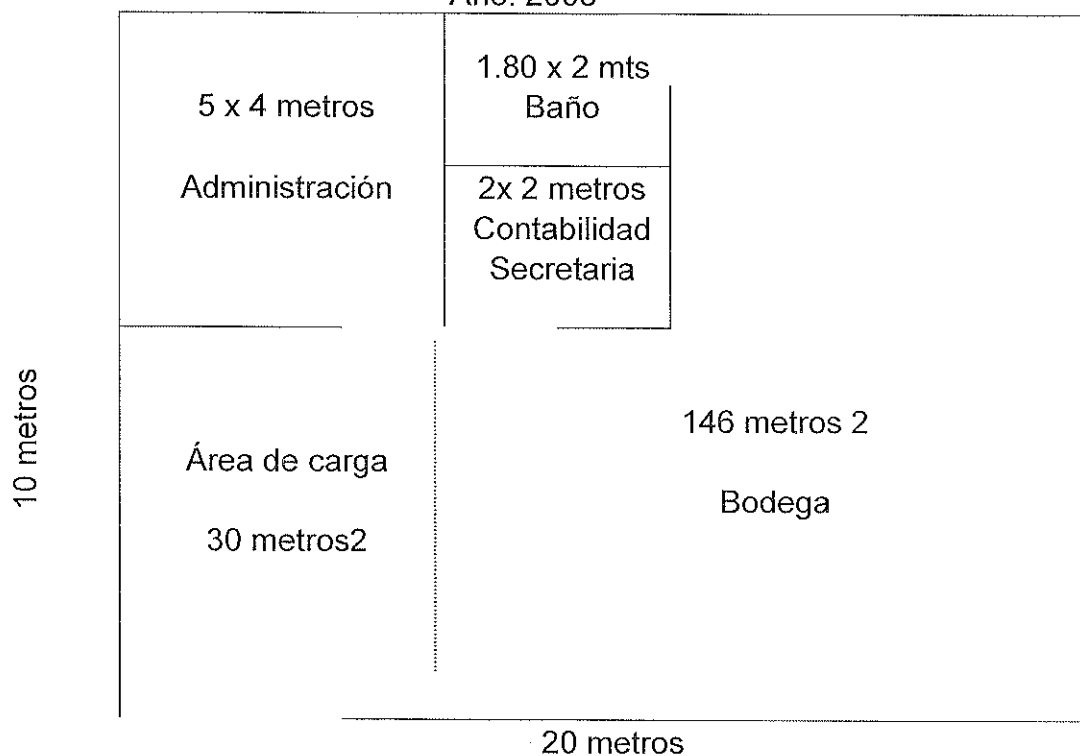 1.80 x 2 mts
Baño
5 x 4 metros
Administración
2x 2 metros
Contabilidad
Secretaria
10 metros
146 metros 2
Bodega
Área de carga
30 metros2
20 metros